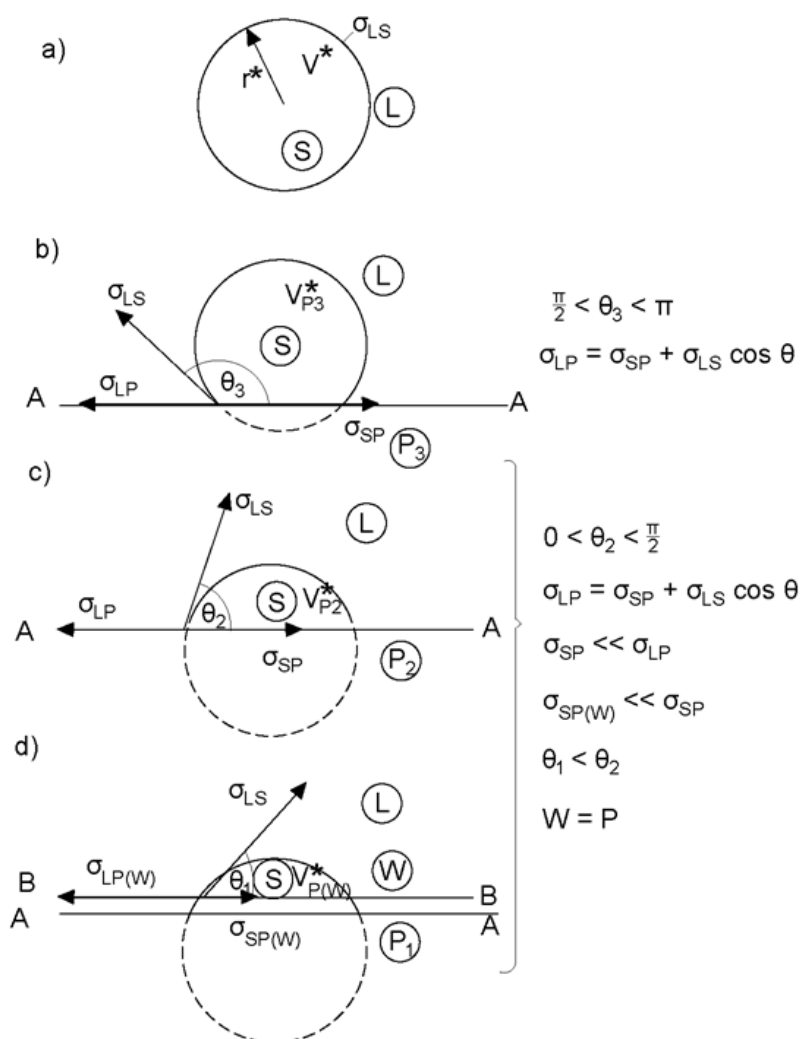 a)
σLS
r*
V*
L
S
b)
σLS
V*P3
L
S
σLP
θ3
A
A
σSP
P3
π/2 < θ3 < π
σLP = σSP + σLS cos θ
c)
σLS
L
S
V*P2
σLP
θ2
A
A
σSP
P2
0 < θ2 < π/2
σLP = σSP + σLS cos θ
σSP << σLP
σSP(W) << σSP
θ1 < θ2
W = P
d)
σLS
L
σLP(W)
θ1
S
V*P(W)
W
B
B
A
A
σSP(W)
P1